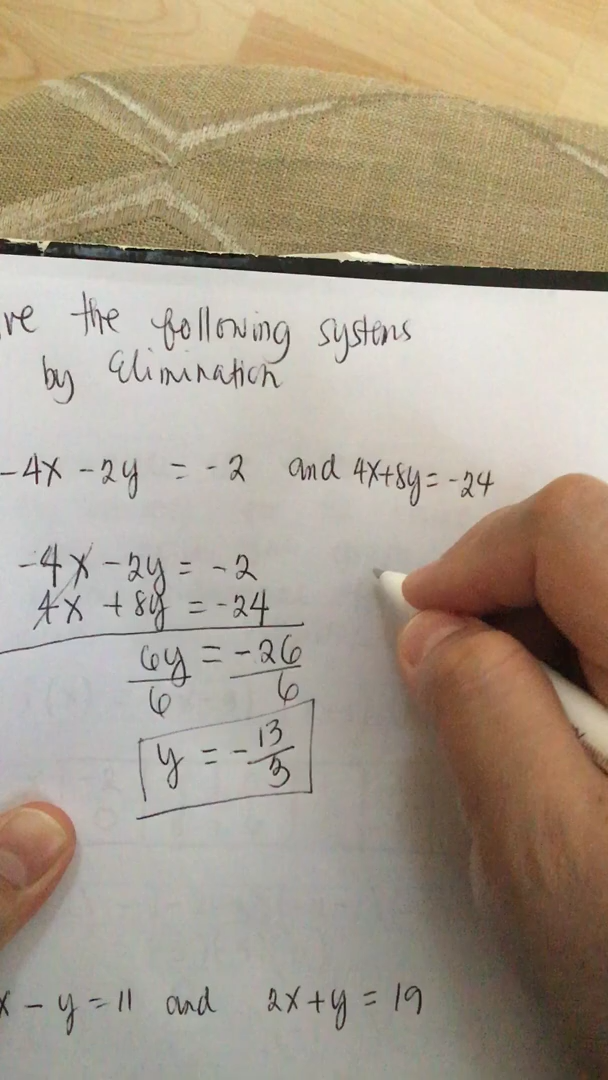 the following systems
by Elimination
-4x - 2y = -2 and 4x+8y = -24
-4x - 2y = -2
4x + 8y = -24
6y = -26
6 6
y = -13/3
x - y = 11 and 2x + y = 19